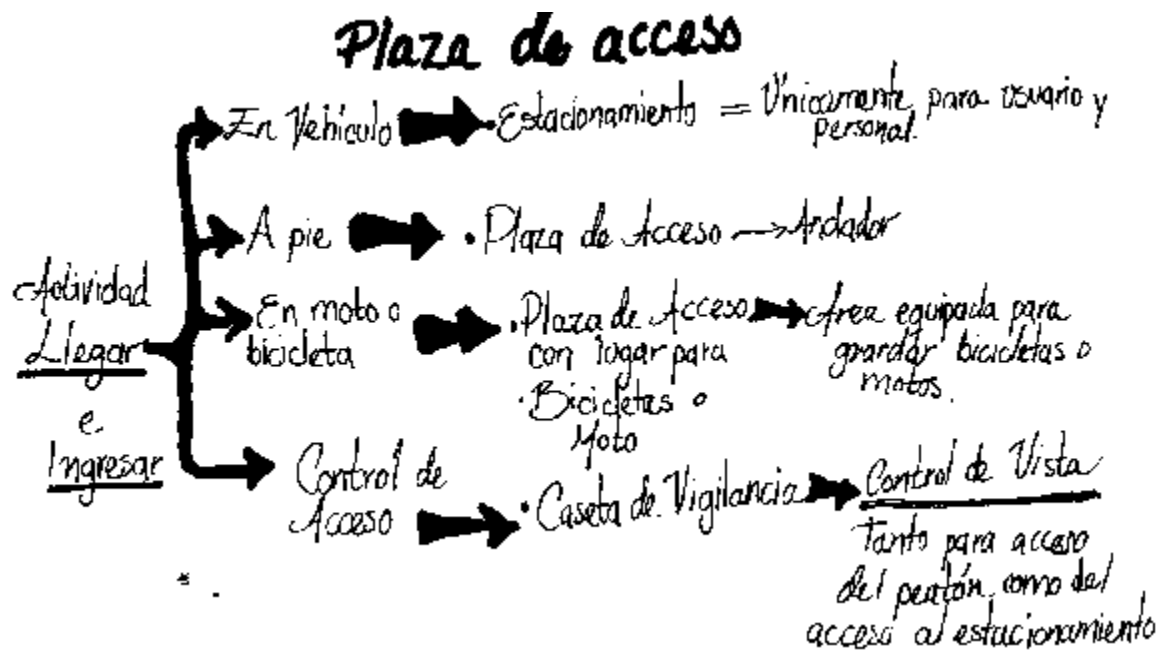 Plaza de acceso
En Vehículo
•Estacionamiento = Únicamente para usuario y
personal.
A pie
• Plaza de Acceso → Andador
Actividad
Llegar
e
Ingresar
En moto o
bicicleta
•Plaza de Acceso
con lugar para
•Bicicletas o
Moto
Area equipada para
guardar bicicletas o
motos.
Control de
Acceso
•Caseta de Vigilancia
Control de Vista
Tanto para acceso
del peatón, como del
acceso al estacionamiento